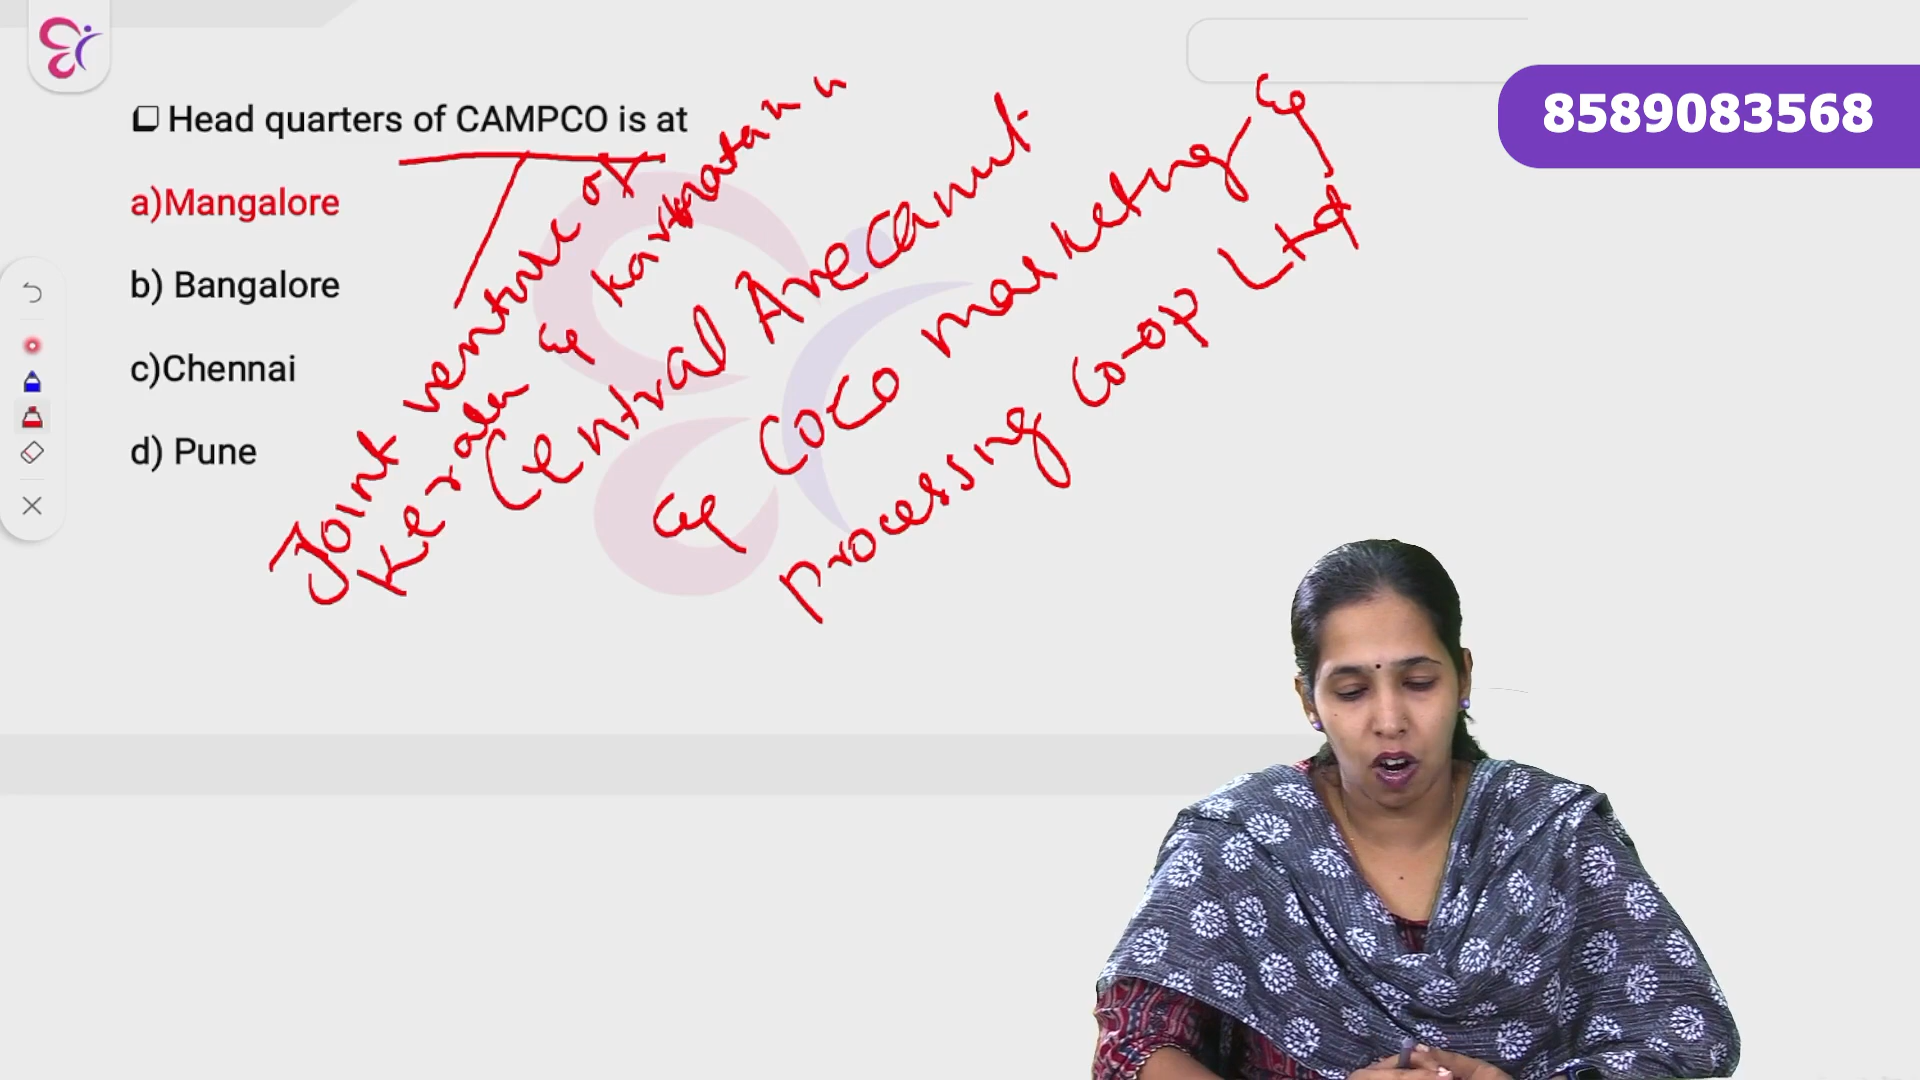 8589083568
Head quarters of CAMPCO is at
a)Mangalore
b) Bangalore
c)Chennai
d) Pune
Joint venture of
Kerala & Karnataka
Central Arecanut
& Coco marketing &
processing Co-op Ltd